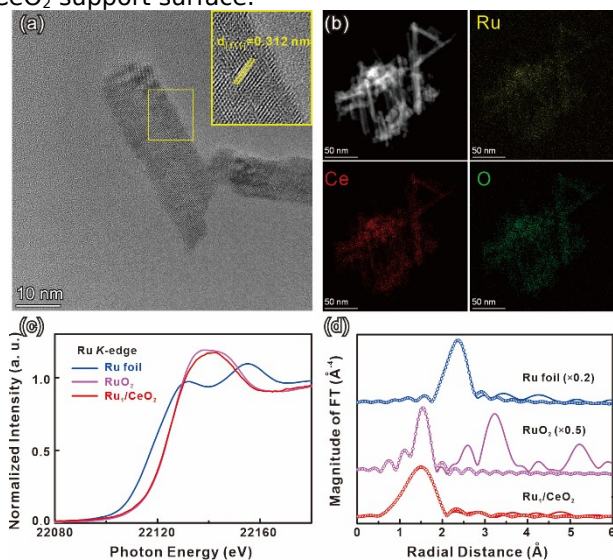 CeO₂ support surface.
(a)
d[111]=0.312 nm
10 nm
(b)
Ru
50 nm
50 nm
Ce
O
50 nm
50 nm
(c)
Ru K-edge
Ru foil
RuO₂
Ru₁/CeO₂
Normalized Intensity (a. u.)
1.0
0.5
0.0
22080
22120
22160
Photon Energy (eV)
(d)
Ru foil (×0.2)
RuO₂ (×0.5)
Ru₁/CeO₂
Magnitude of FT (Å⁻⁴)
0
1
2
3
4
5
6
Radial Distance (Å)